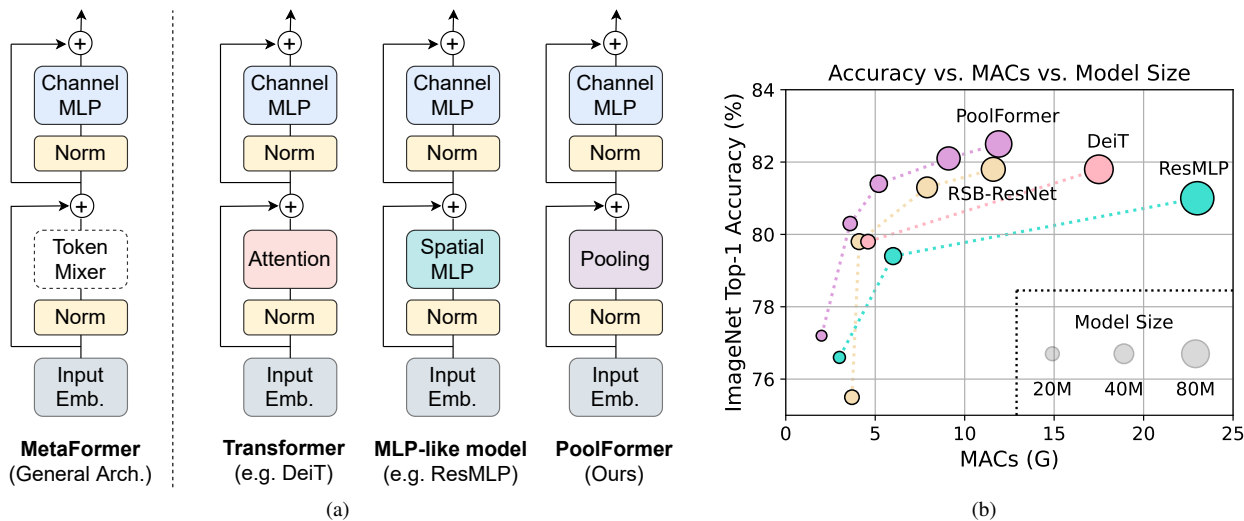 Channel
MLP
Norm
Token
Mixer
Norm
Input
Emb.
MetaFormer
(General Arch.)
Channel
MLP
Norm
Attention
Norm
Input
Emb.
Transformer
(e.g. DeiT)
Channel
MLP
Norm
Spatial
MLP
Norm
Input
Emb.
MLP-like model
(e.g. ResMLP)
Channel
MLP
Norm
Pooling
Norm
Input
Emb.
PoolFormer
(Ours)
(a)
Accuracy vs. MACs vs. Model Size
ImageNet Top-1 Accuracy (%)
84
82
80
78
76
PoolFormer
DeiT
ResMLP
RSB-ResNet
Model Size
20M 40M 80M
0 5 10 15 20 25
MACs (G)
(b)